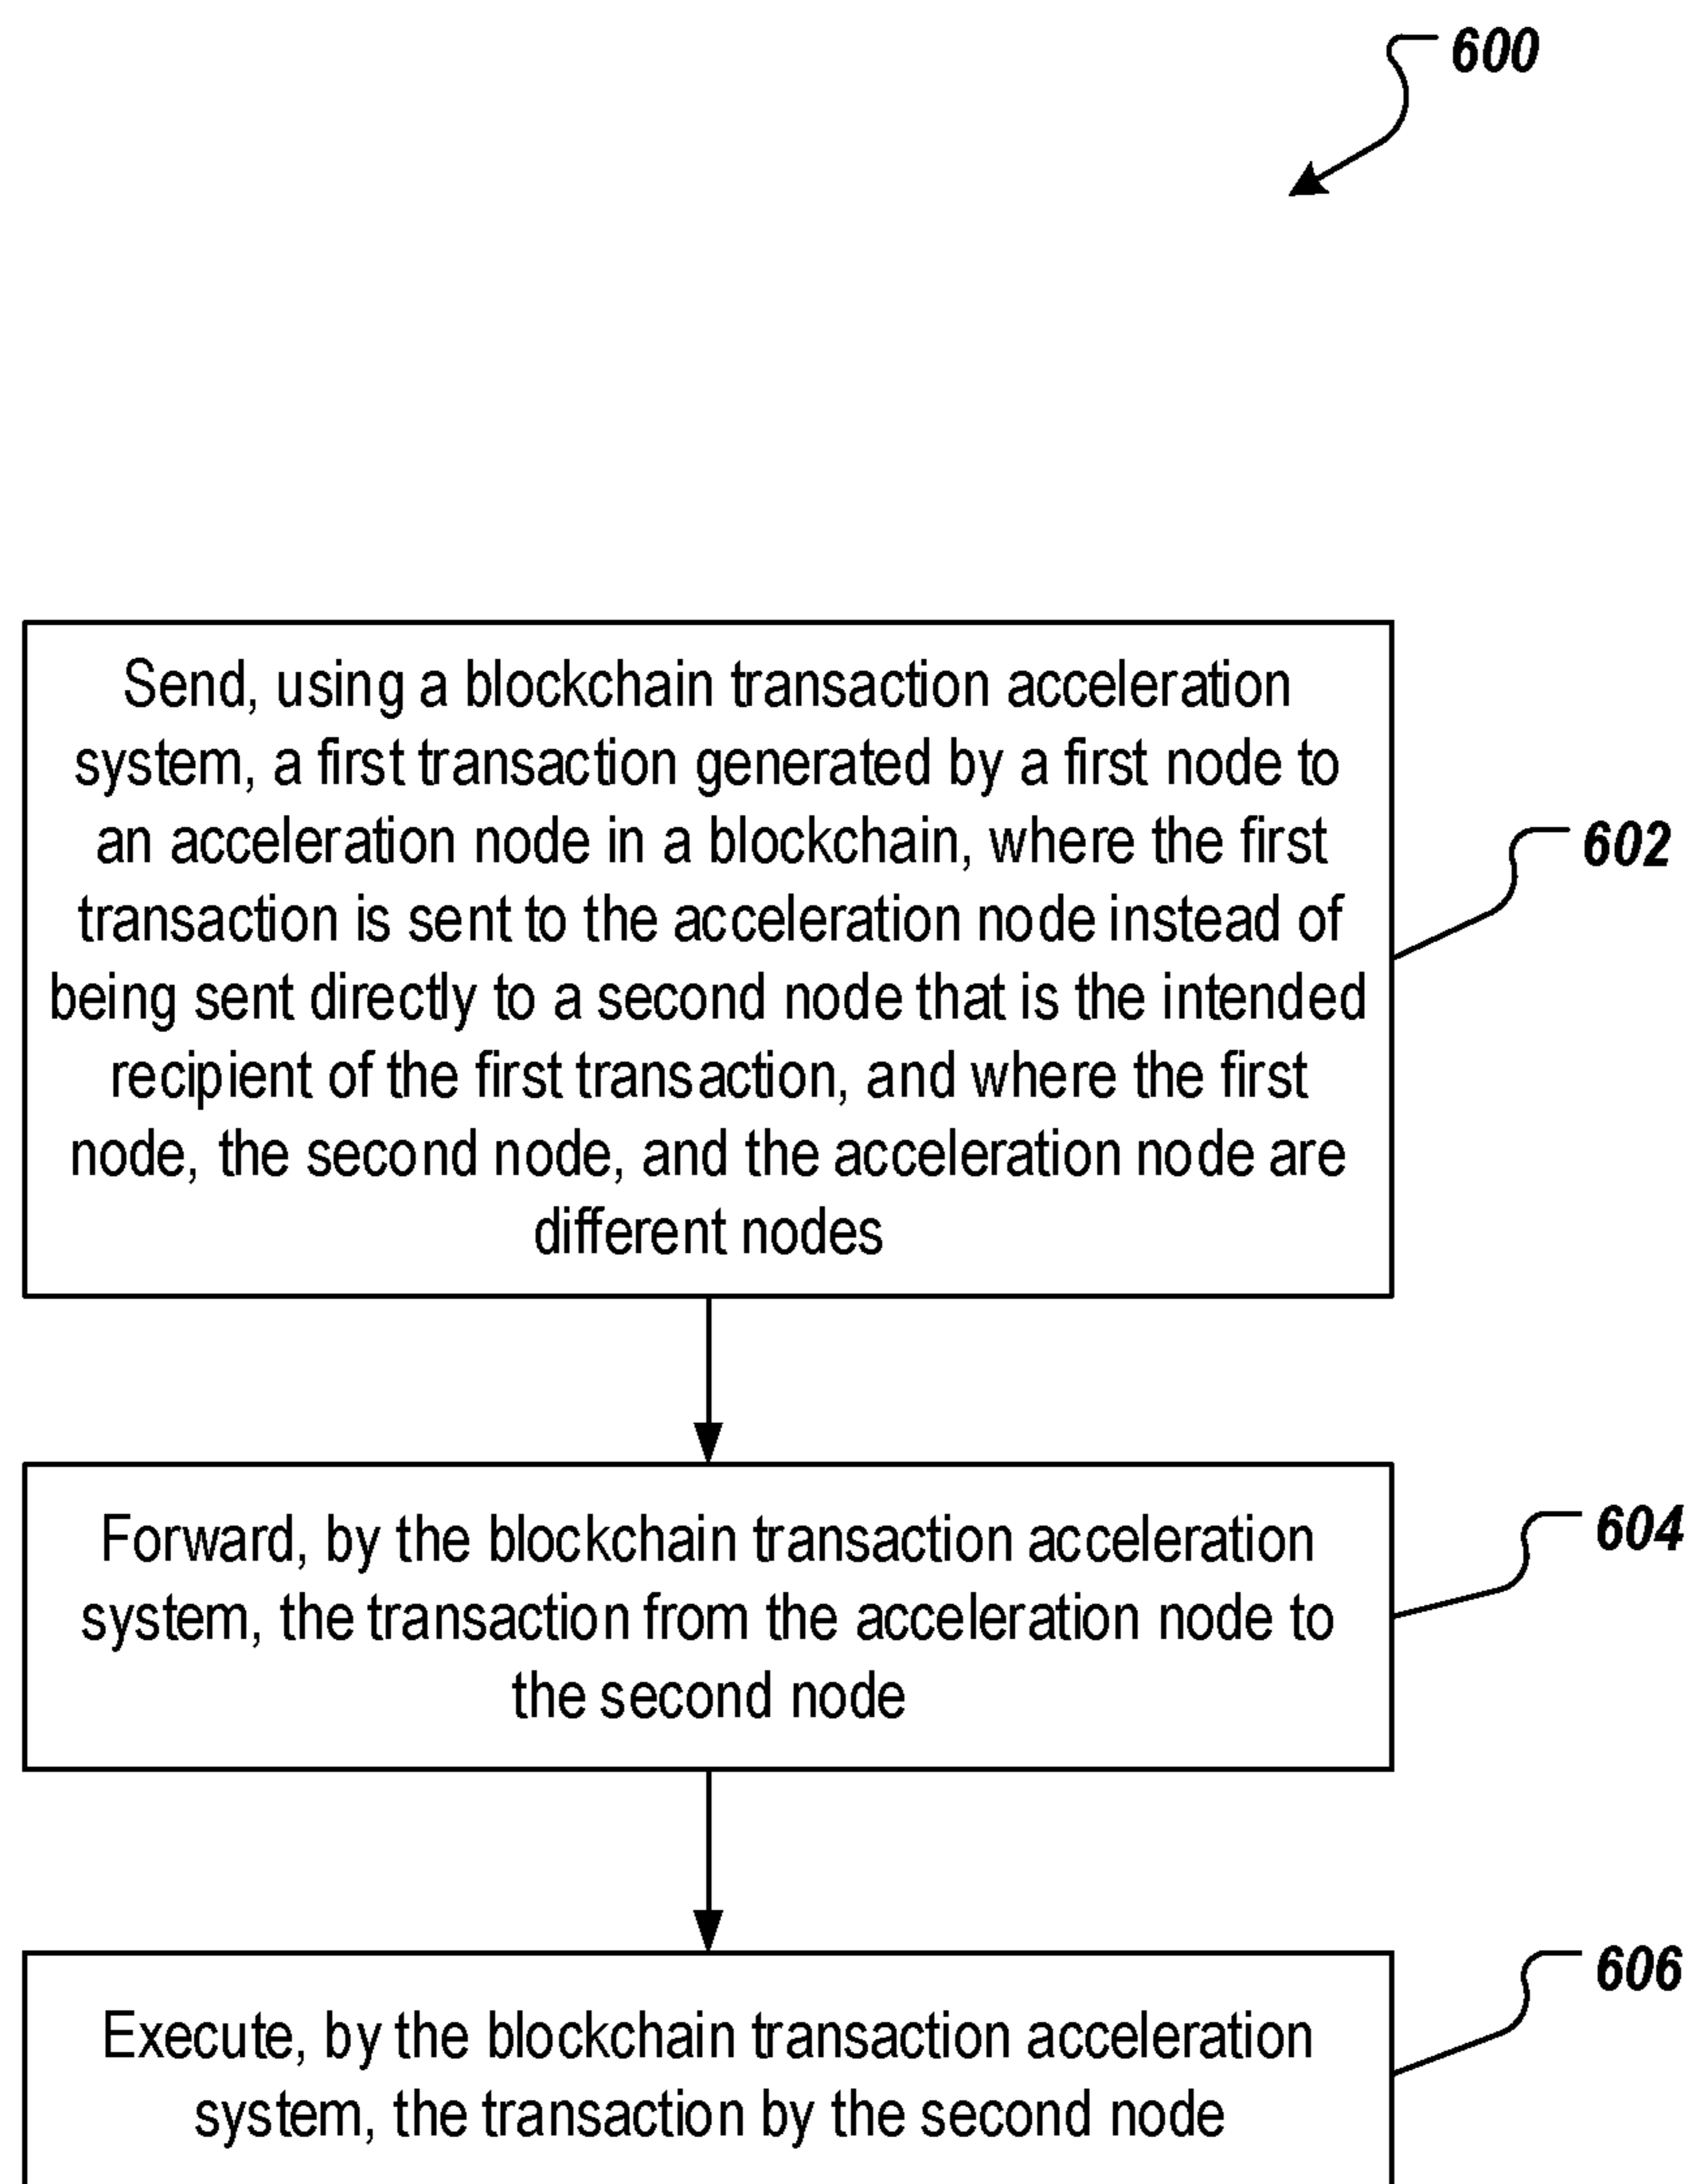 600
Send, using a blockchain transaction acceleration
system, a first transaction generated by a first node to
an acceleration node in a blockchain, where the first
transaction is sent to the acceleration node instead of
being sent directly to a second node that is the intended
recipient of the first transaction, and where the first
node, the second node, and the acceleration node are
different nodes
602
Forward, by the blockchain transaction acceleration
system, the transaction from the acceleration node to
the second node
604
Execute, by the blockchain transaction acceleration
system, the transaction by the second node
606